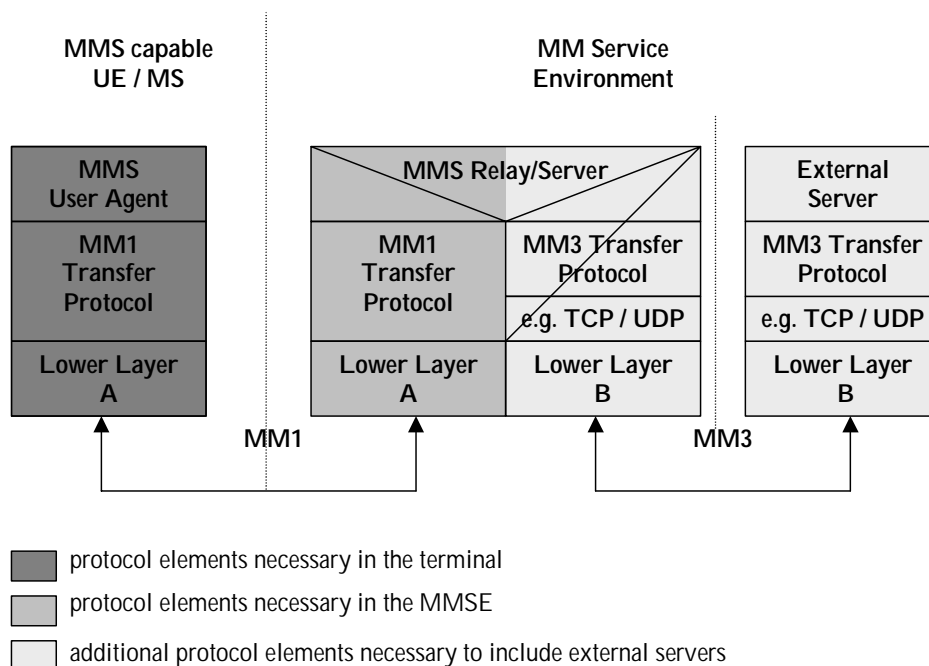 MMS capable
UE / MS
MM Service
Environment
MMS
User Agent
MM1
Transfer
Protocol
Lower Layer
A
MMS Relay/Server
MM1
Transfer
Protocol
Lower Layer
A
MM3 Transfer
Protocol
e.g. TCP / UDP
Lower Layer
B
External
Server
MM3 Transfer
Protocol
e.g. TCP / UDP
Lower Layer
B
MM1
MM3
protocol elements necessary in the terminal
protocol elements necessary in the MMSE
additional protocol elements necessary to include external servers